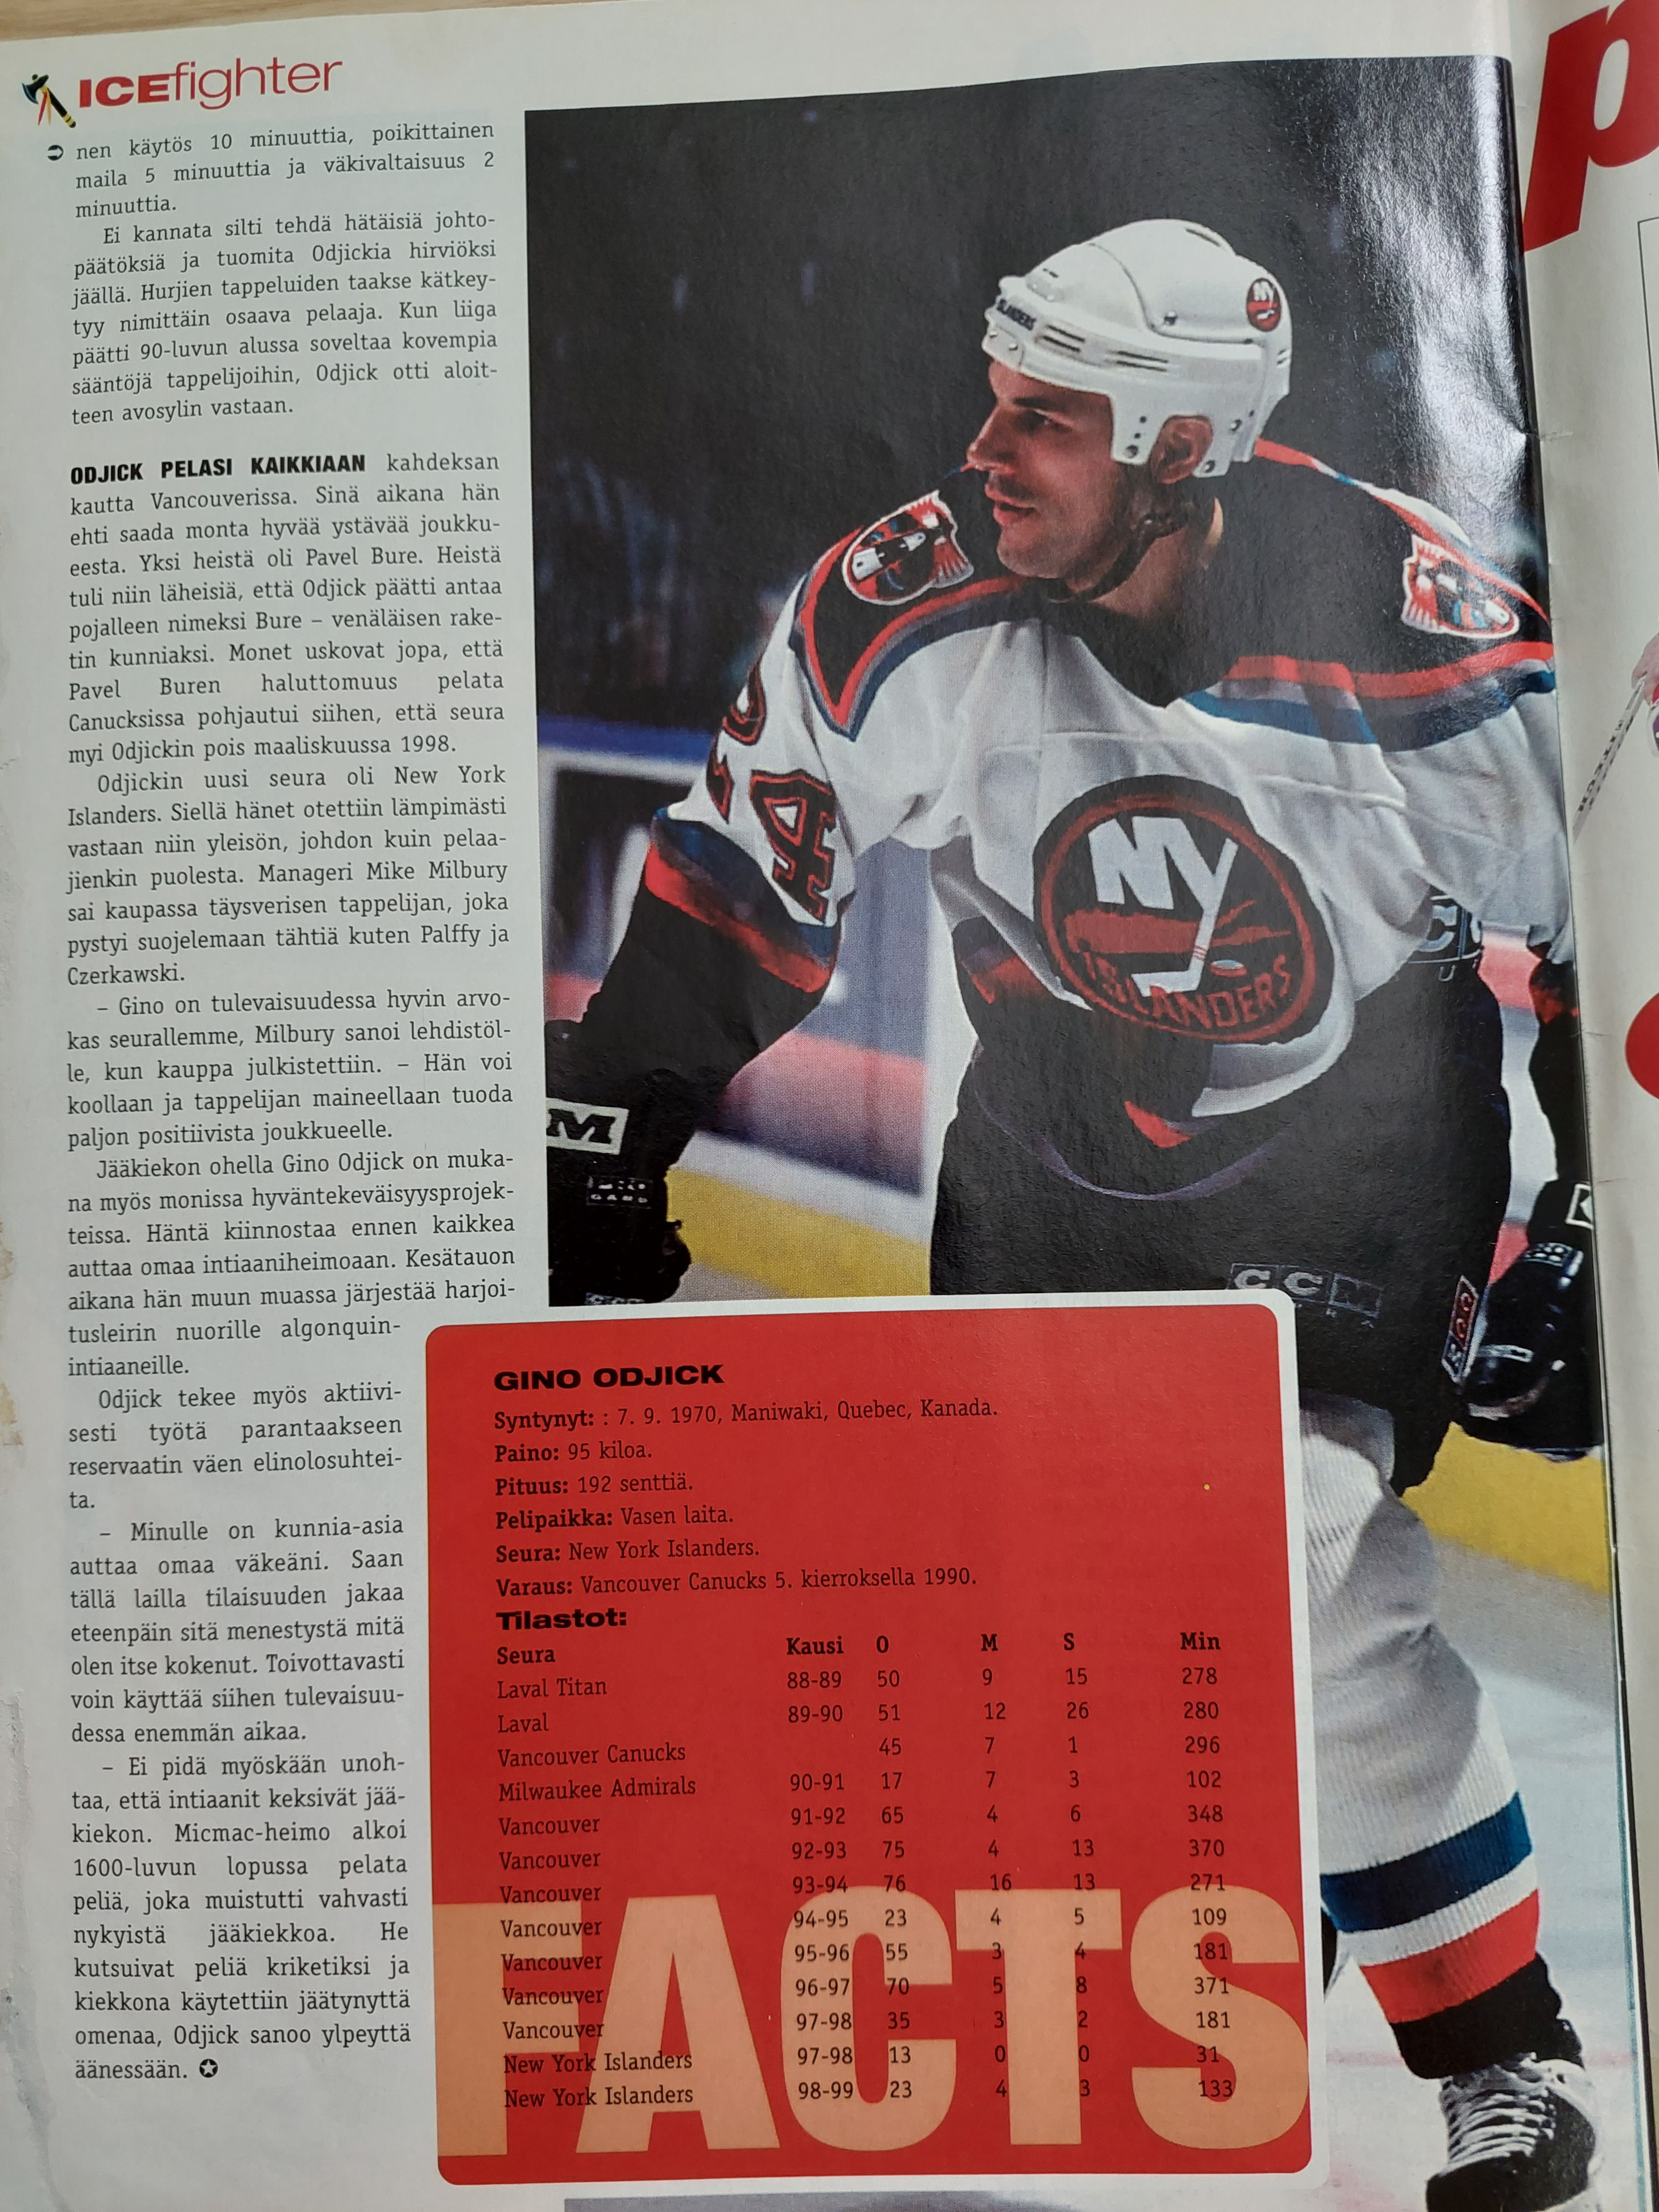 ICEfighter
nen käytös 10 minuuttia, poikittainen
maila 5 minuuttia ja väkivaltaisuus 2
minuuttia.
Ei kannata silti tehdä hätäisiä johto-
päätöksiä ja tuomita Odjickia hirviöksi
jäällä. Hurjien tappeluiden taakse kätkey-
tyy nimittäin osaava pelaaja. Kun liiga
päätti 90-luvun alussa soveltaa kovempia
sääntöjä tappelijoihin, Odjick otti aloit-
teen avosylin vastaan.
ODJICK PELASI KAIKKIAAN kahdeksan
kautta Vancouverissa. Sinä aikana hän
ehti saada monta hyvää ystävää joukku-
eesta. Yksi heistä oli Pavel Bure. Heistä
tuli niin läheisiä, että Odjick päätti antaa
pojalleen nimeksi Bure – venäläisen rake-
tin kunniaksi. Monet uskovat jopa, että
Pavel Buren haluttomuus pelata
Canucksissa pohjautui siihen, että seura
myi Odjickin pois maaliskuussa 1998.
Odjickin uusi seura oli New York
Islanders. Siellä hänet otettiin lämpimästi
vastaan niin yleisön, johdon kuin pelaa-
jienkin puolesta. Manageri Mike Milbury
sai kaupassa täysverisen tappelijan, joka
pystyi suojelemaan tähtiä kuten Palffy ja
Czerkawski.
– Gino on tulevaisuudessa hyvin arvo-
kas seurallemme, Milbury sanoi lehdistöl-
le, kun kauppa julkistettiin. – Hän voi
koollaan ja tappelijan maineellaan tuoda
paljon positiivista joukkueelle.
Jääkiekon ohella Gino Odjick on muka-
na myös monissa hyväntekeväisyysprojek-
teissa. Häntä kiinnostaa ennen kaikkea
auttaa omaa intiaaniheimoaan. Kesätauon
aikana hän muun muassa järjestää harjoi-
tusleirin nuorille algonquin-
intiaaneille.
Odjick tekee myös aktiivi-
sesti työtä parantaakseen
reservaatin väen elinolosuhtei-
ta.
– Minulle on kunnia-asia
auttaa omaa väkeäni. Saan
tällä lailla tilaisuuden jakaa
eteenpäin sitä menestystä mitä
olen itse kokenut. Toivottavasti
voin käyttää siihen tulevaisuu-
dessa enemmän aikaa.
– Ei pidä myöskään unoh-
taa, että intiaanit keksivät jää-
kiekon. Micmac-heimo alkoi
1600-luvun lopussa pelata
peliä, joka muistutti vahvasti
nykyistä jääkiekkoa. He
kutsuivat peliä kriketiksi ja
kiekkona käytettiin jäätynyttä
omenaa, Odjick sanoo ylpeyttä
äänessään.
NY
ISLANDERS
24
NY
ISLANDERS
M
CCM
GINO ODJICK
Syntynyt: : 7. 9. 1970, Maniwaki, Quebec, Kanada.
Paino: 95 kiloa.
Pituus: 192 senttiä.
Pelipaikka: Vasen laita.
Seura: New York Islanders.
Varaus: Vancouver Canucks 5. kierroksella 1990.
Tilastot:
Seura Kausi O M S Min
Laval Titan 88-89 50 9 15 278
Laval 89-90 51 12 26 280
Vancouver Canucks 45 7 1 296
Milwaukee Admirals 90-91 17 7 3 102
Vancouver 91-92 65 4 6 348
Vancouver 92-93 75 4 13 370
Vancouver 93-94 76 16 13 271
Vancouver 94-95 23 4 5 109
Vancouver 95-96 55 3 4 181
Vancouver 96-97 70 5 8 371
Vancouver 97-98 35 3 2 181
New York Islanders 97-98 13 0 0 31
New York Islanders 98-99 23 4 3 133
FACTS
p